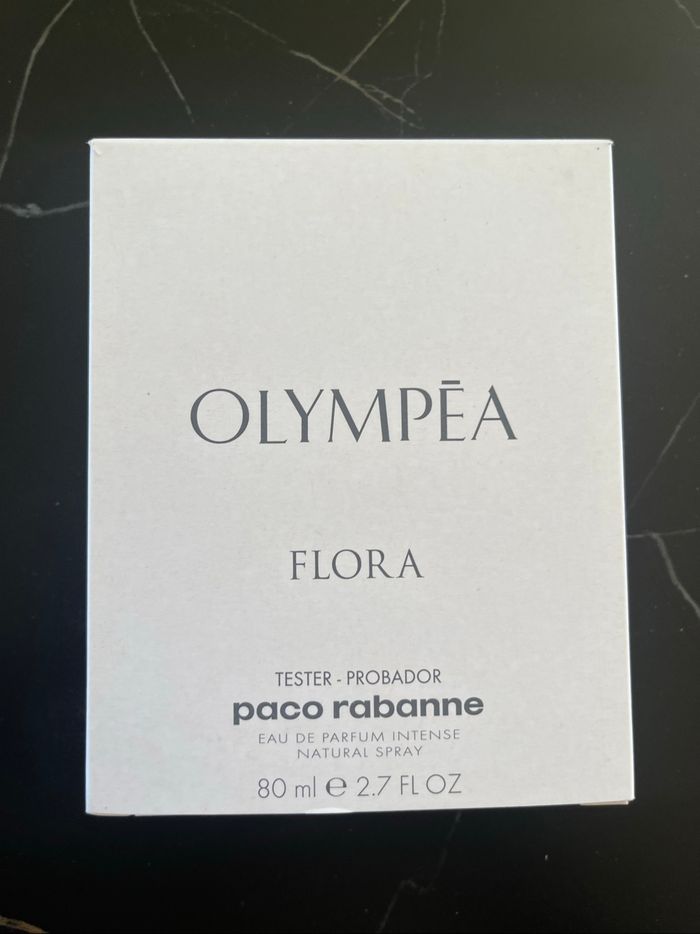 OLYMPĒA
FLORA
TESTER - PROBADOR
paco rabanne
EAU DE PARFUM INTENSE
NATURAL SPRAY
80 ml ℮ 2.7 FL OZ